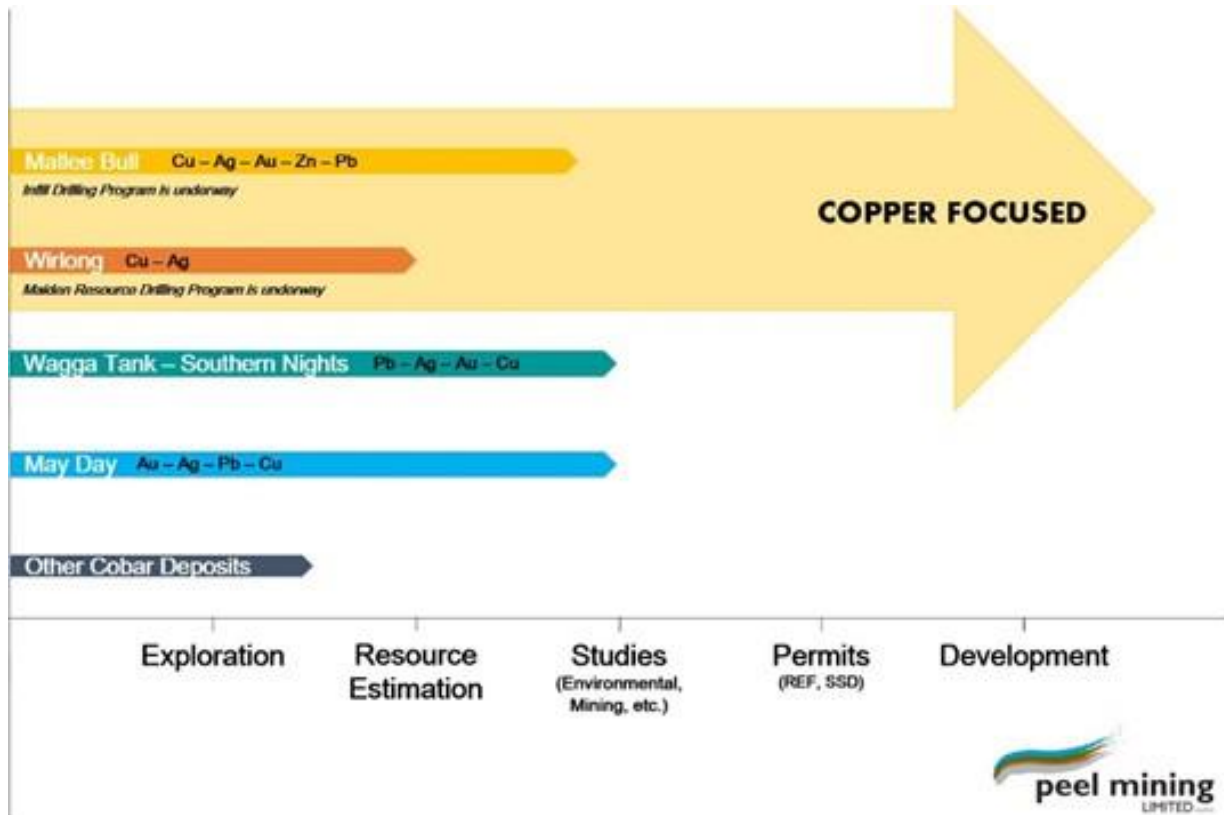 Mallee Bull Cu – Ag – Au – Zn – Pb
Infill Drilling Program is underway
COPPER FOCUSED
Wirlong Cu – Ag
Maiden Resource Drilling Program is underway
Wagga Tank – Southern Nights Pb – Ag – Au – Cu
May Day Au – Ag – Pb – Cu
Other Cobar Deposits
Exploration
Resource
Estimation
Studies
(Environmental,
Mining, etc.)
Permits
(REF, SSD)
Development
peel mining
LIMITED